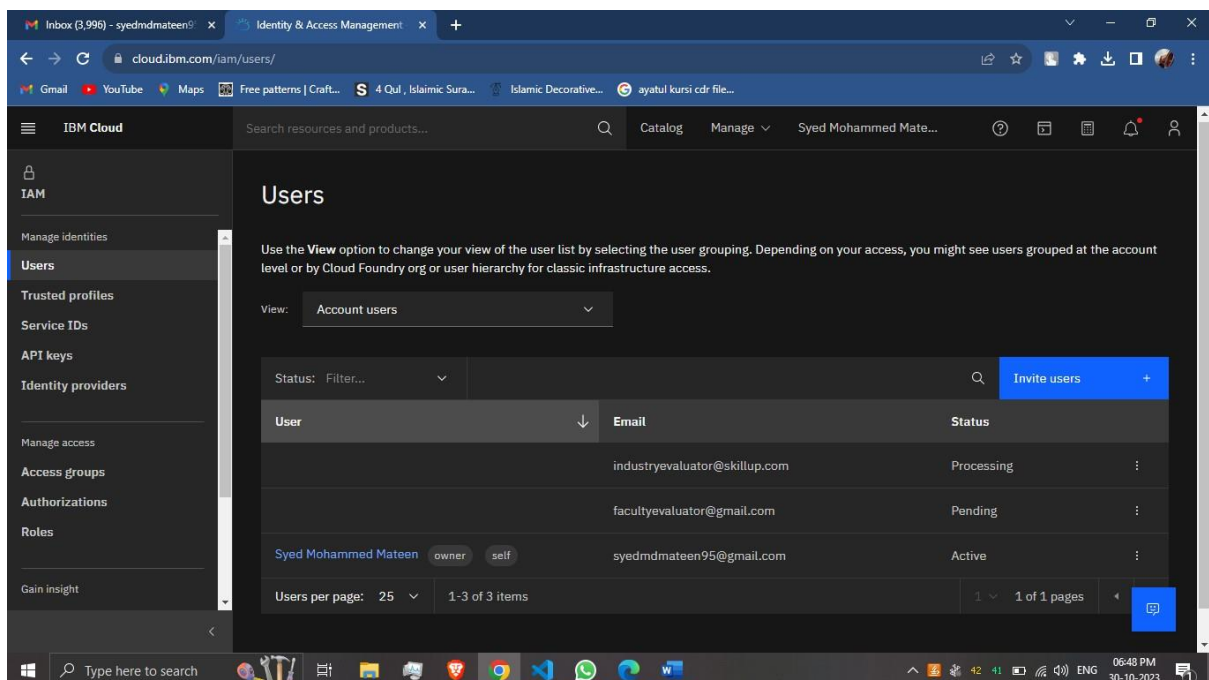 Inbox (3,996) - syedmdmateen9
Identity & Access Management
cloud.ibm.com/iam/users/
Gmail YouTube Maps Free patterns | Craft... 4 Qul , Islaimic Sura... Islamic Decorative... ayatul kursi cdr file...
IBM Cloud
Search resources and products...
Catalog Manage Syed Mohammed Mate...
IAM
Manage identities
Users
Trusted profiles
Service IDs
API keys
Identity providers
Manage access
Access groups
Authorizations
Roles
Gain insight
Users
Use the View option to change your view of the user list by selecting the user grouping. Depending on your access, you might see users grouped at the account
level or by Cloud Foundry org or user hierarchy for classic infrastructure access.
View: Account users
Status: Filter...
Invite users +
User Email Status
industryevaluator@skillup.com Processing
facultyevaluator@gmail.com Pending
Syed Mohammed Mateen owner self syedmdmateen95@gmail.com Active
Users per page: 25 1-3 of 3 items 1 1 of 1 pages
Type here to search
42 41 ENG 06:48 PM
30-10-2023